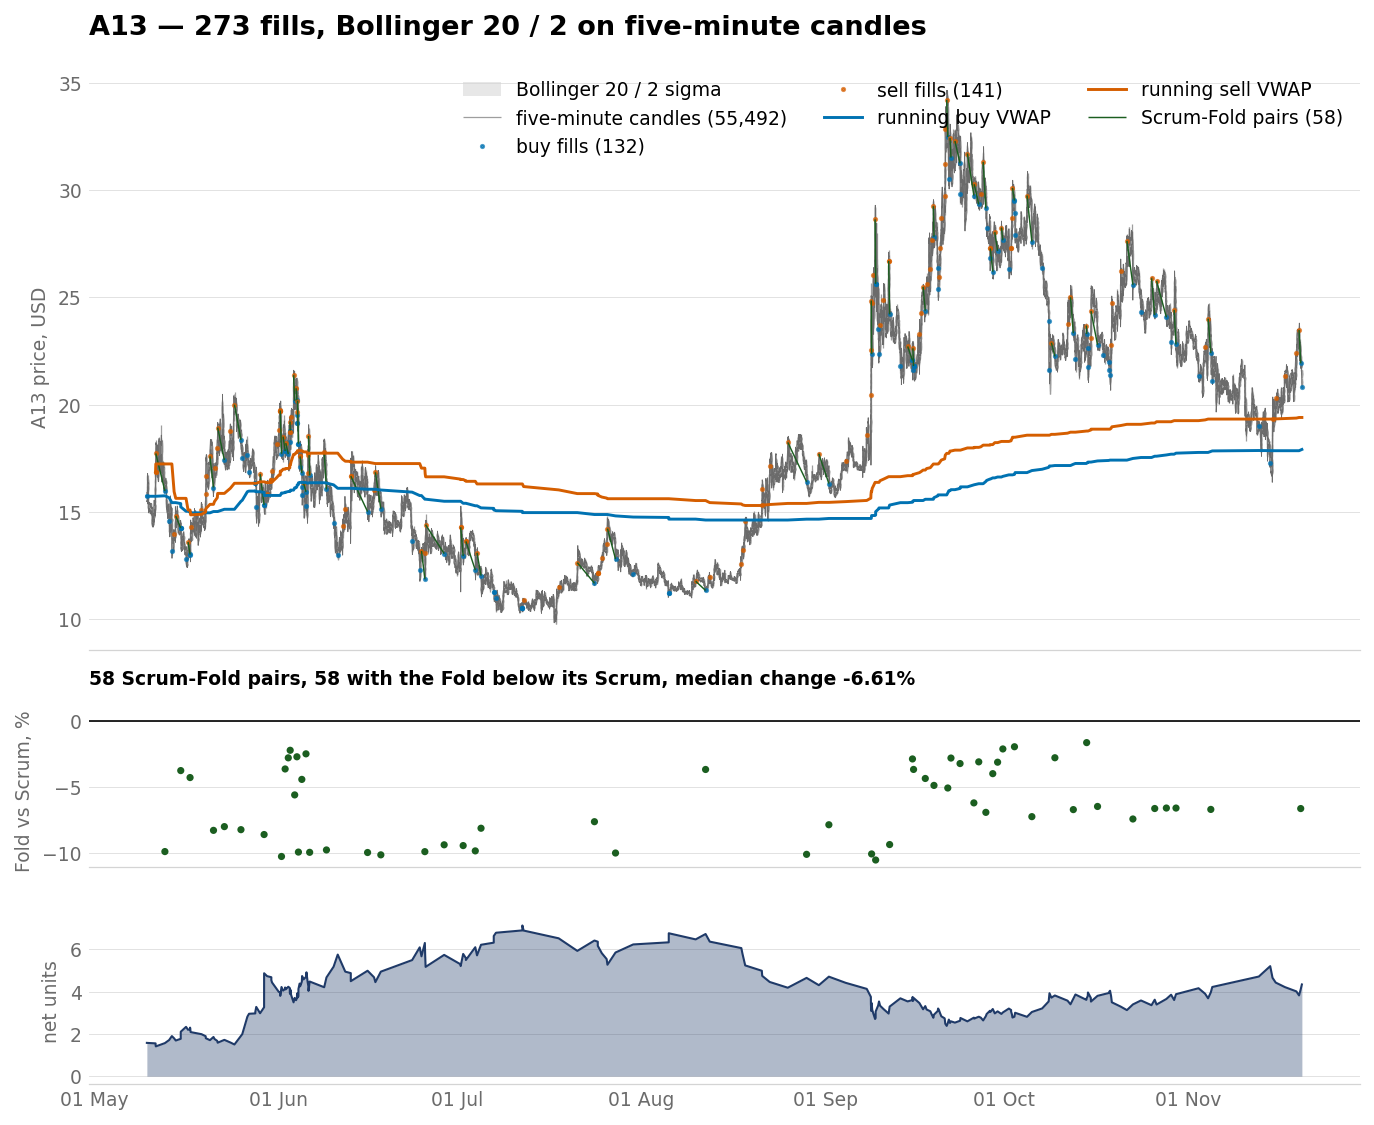 A13 — 273 fills, Bollinger 20 / 2 on five-minute candles
Bollinger 20 / 2 sigma
five-minute candles (55,492)
buy fills (132)
sell fills (141)
running buy VWAP
running sell VWAP
Scrum-Fold pairs (58)
A13 price, USD
35
30
25
20
15
10
58 Scrum-Fold pairs, 58 with the Fold below its Scrum, median change -6.61%
Fold vs Scrum, %
0
−5
−10
net units
6
4
2
0
01 May
01 Jun
01 Jul
01 Aug
01 Sep
01 Oct
01 Nov